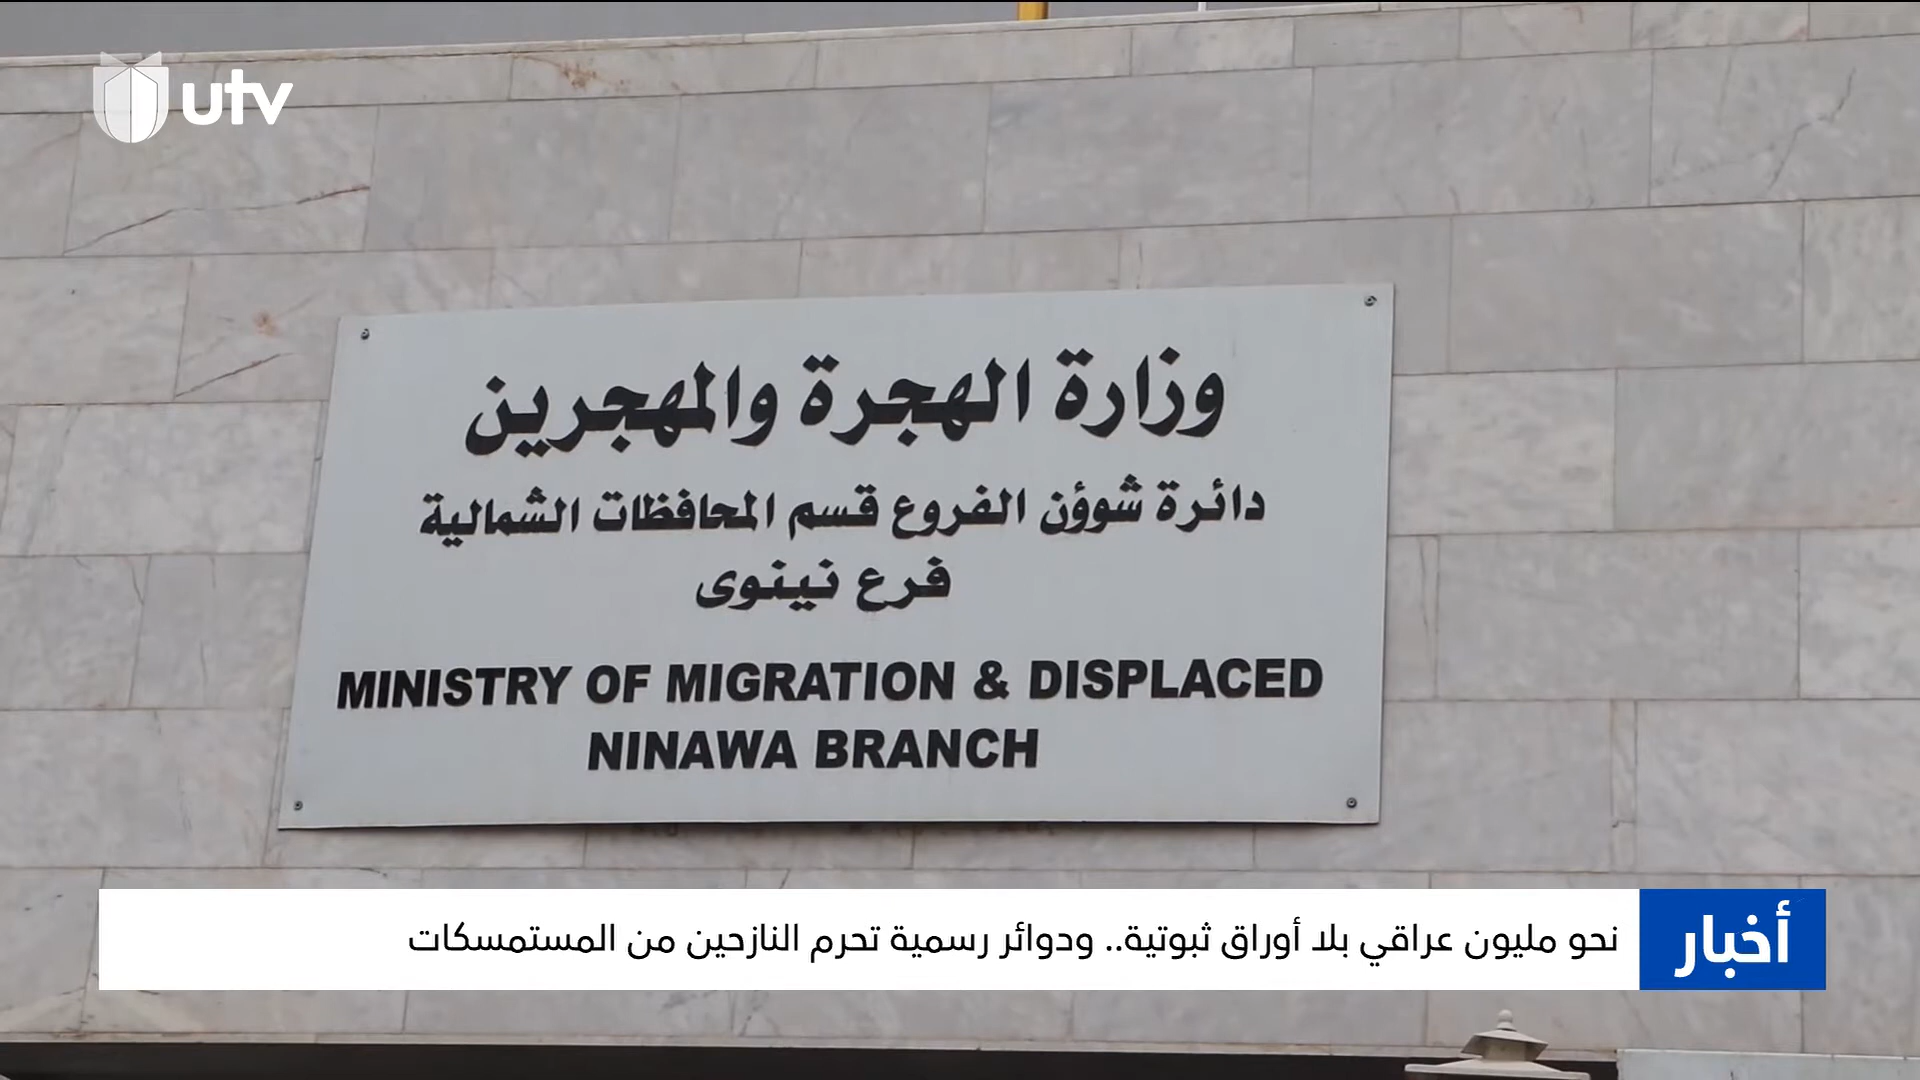 utv
وزارة الهجرة والمهجرين
دائرة شوؤن الفروع قسم المحافظات الشمالية
فرع نينوى
MINISTRY OF MIGRATION & DISPLACED
NINAWA BRANCH
أخبار
نحو مليون عراقي بلا أوراق ثبوتية.. ودوائر رسمية تحرم النازحين من المستمسكات